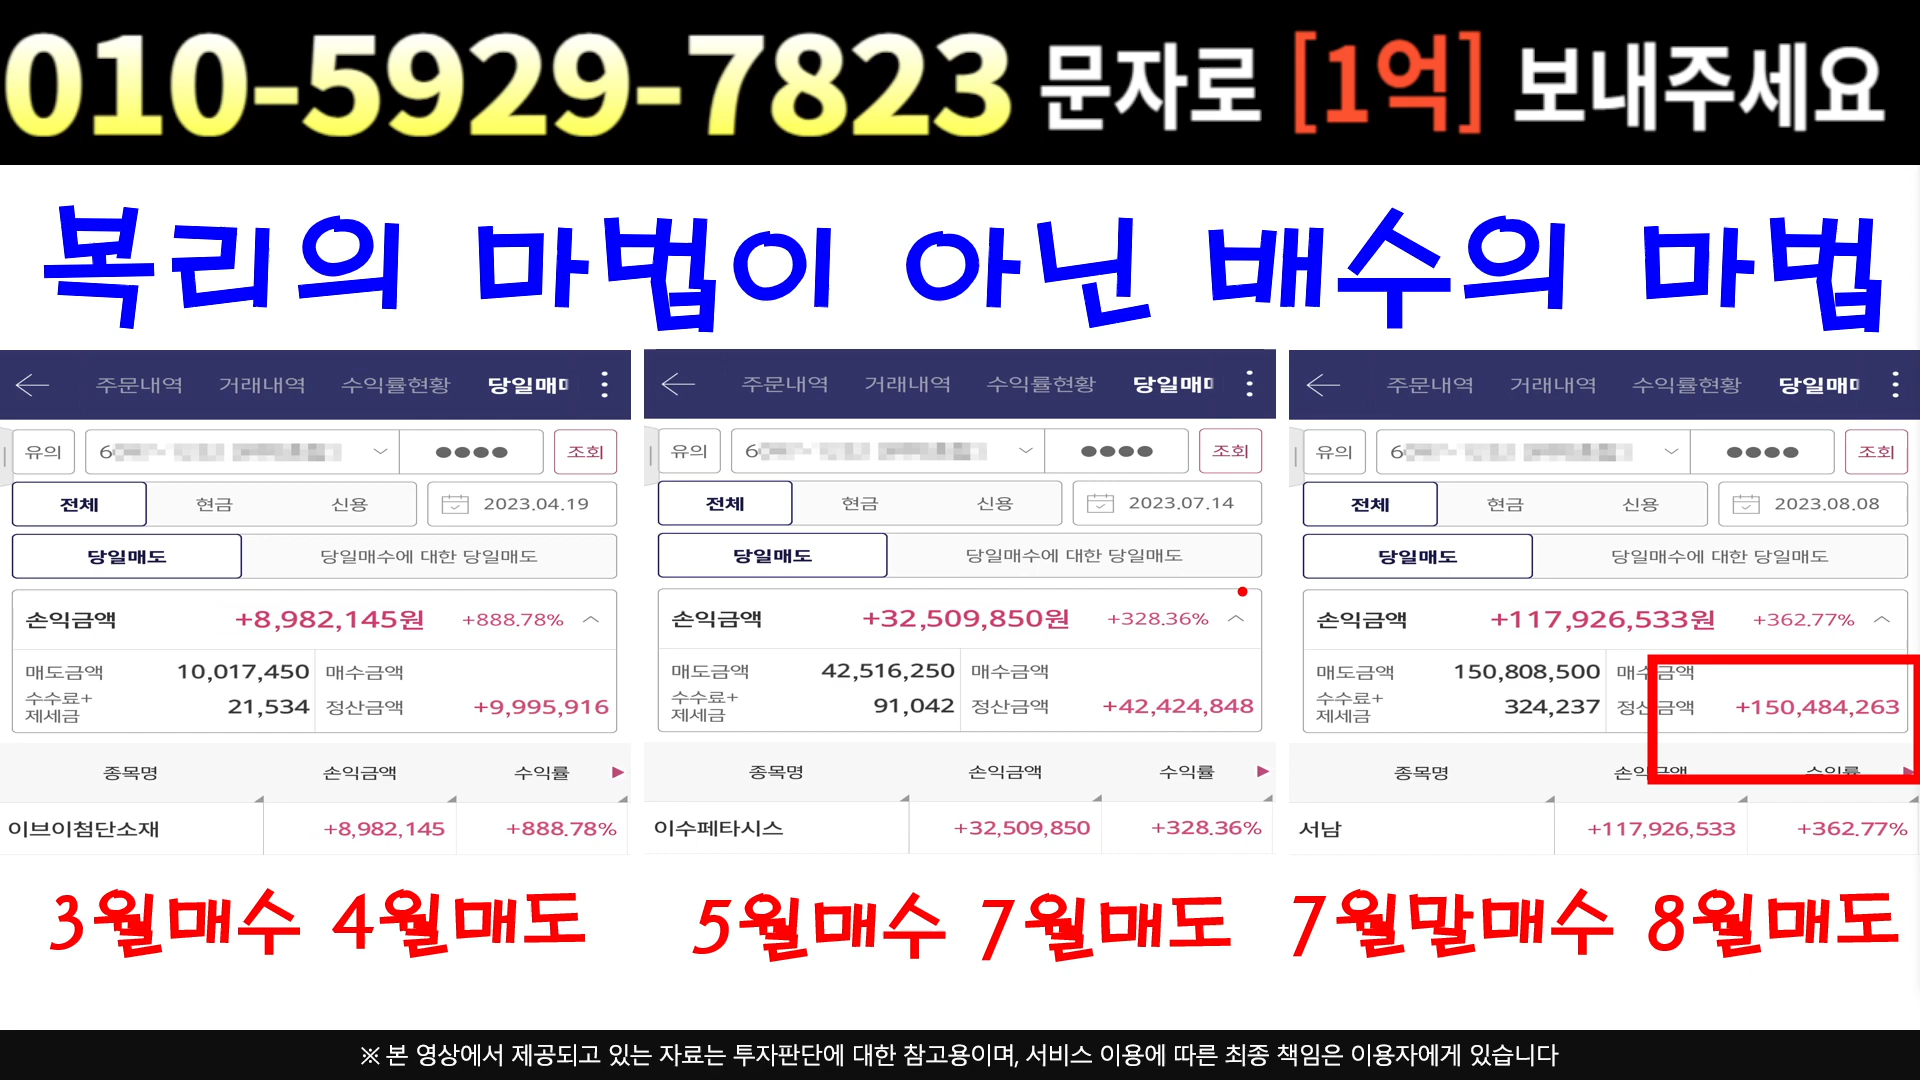 010-5929-7823 문자로 [1억] 보내주세요
복리의 마법이 아닌 배수의 마법
주문내역 거래내역 수익률현황 당일매
유의 6 ●●●● 조회
전체 현금 신용 2023.04.19
당일매도 당일매수에 대한 당일매도
손익금액 +8,982,145원 +888.78%
매도금액 10,017,450 매수금액
수수료+
제세금 21,534 정산금액 +9,995,916
종목명 손익금액 수익률
이브이첨단소재 +8,982,145 +888.78%
3월매수 4월매도
주문내역 거래내역 수익률현황 당일매
유의 6 ●●●● 조회
전체 현금 신용 2023.07.14
당일매도 당일매수에 대한 당일매도
손익금액 +32,509,850원 +328.36%
매도금액 42,516,250 매수금액
수수료+
제세금 91,042 정산금액 +42,424,848
종목명 손익금액 수익률
이수페타시스 +32,509,850 +328.36%
5월매수 7월매도
주문내역 거래내역 수익률현황 당일매
유의 6 ●●●● 조회
전체 현금 신용 2023.08.08
당일매도 당일매수에 대한 당일매도
손익금액 +117,926,533원 +362.77%
매도금액 150,808,500 매수금액
수수료+
제세금 324,237 정산금액 +150,484,263
종목명 손익금액 수익률
서남 +117,926,533 +362.77%
7월말매수 8월매도
※ 본 영상에서 제공되고 있는 자료는 투자판단에 대한 참고용이며, 서비스 이용에 따른 최종 책임은 이용자에게 있습니다